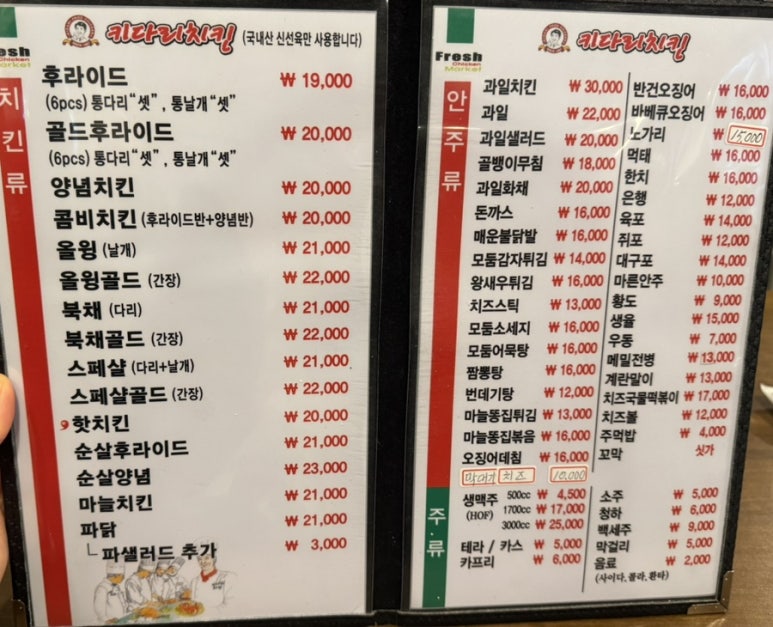 esh
Chicken
Market
키다리치킨 (국내산 신선육만 사용합니다)
치킨류
후라이드 ₩ 19,000
(6pcs) 통다리“셋”, 통날개“셋”
골드후라이드 ₩ 20,000
(6pcs) 통다리“셋”, 통날개“셋”
양념치킨 ₩ 20,000
콤비치킨 (후라이드반+양념반) ₩ 20,000
올윙 (날개) ₩ 21,000
올윙골드 (간장) ₩ 22,000
북채 (다리) ₩ 21,000
북채골드 (간장) ₩ 22,000
스페샬 (다리+날개) ₩ 21,000
스페샬골드 (간장) ₩ 22,000
핫치킨 ₩ 20,000
순살후라이드 ₩ 21,000
순살양념 ₩ 23,000
마늘치킨 ₩ 21,000
파닭 ₩ 21,000
ㄴ파샐러드 추가 ₩ 3,000
Fresh
Chicken
Market
키다리치킨
안주류
과일치킨 ₩ 30,000
과일 ₩ 22,000
과일샐러드 ₩ 20,000
골뱅이무침 ₩ 18,000
과일화채 ₩ 20,000
돈까스 ₩ 16,000
매운불닭발 ₩ 16,000
모둠감자튀김 ₩ 14,000
왕새우튀김 ₩ 16,000
치즈스틱 ₩ 13,000
모둠소세지 ₩ 16,000
모둠어묵탕 ₩ 16,000
짬뽕탕 ₩ 16,000
번데기탕 ₩ 12,000
마늘똥집튀김 ₩ 13,000
마늘똥집볶음 ₩ 16,000
오징어데침 ₩ 16,000
막대기 치즈 10,000
반건오징어 ₩ 16,000
바베큐오징어 ₩ 16,000
노가리 ₩ 15,000
먹태 ₩ 16,000
한치 ₩ 16,000
은행 ₩ 12,000
육포 ₩ 14,000
쥐포 ₩ 12,000
대구포 ₩ 14,000
마른안주 ₩ 10,000
황도 ₩ 9,000
생율 ₩ 15,000
우동 ₩ 7,000
메밀전병 ₩ 13,000
계란말이 ₩ 13,000
치즈국물떡볶이 ₩ 17,000
치즈볼 ₩ 12,000
주먹밥 ₩ 4,000
꼬막 싯가
주류
생맥주 500cc ₩ 4,500
(HOF) 1700cc ₩ 17,000
3000cc ₩ 25,000
테라 / 카스 ₩ 5,000
카프리 ₩ 6,000
소주 ₩ 5,000
청하 ₩ 6,000
백세주 ₩ 9,000
막걸리 ₩ 5,000
음료 ₩ 2,000
(사이다, 콜라, 환타)